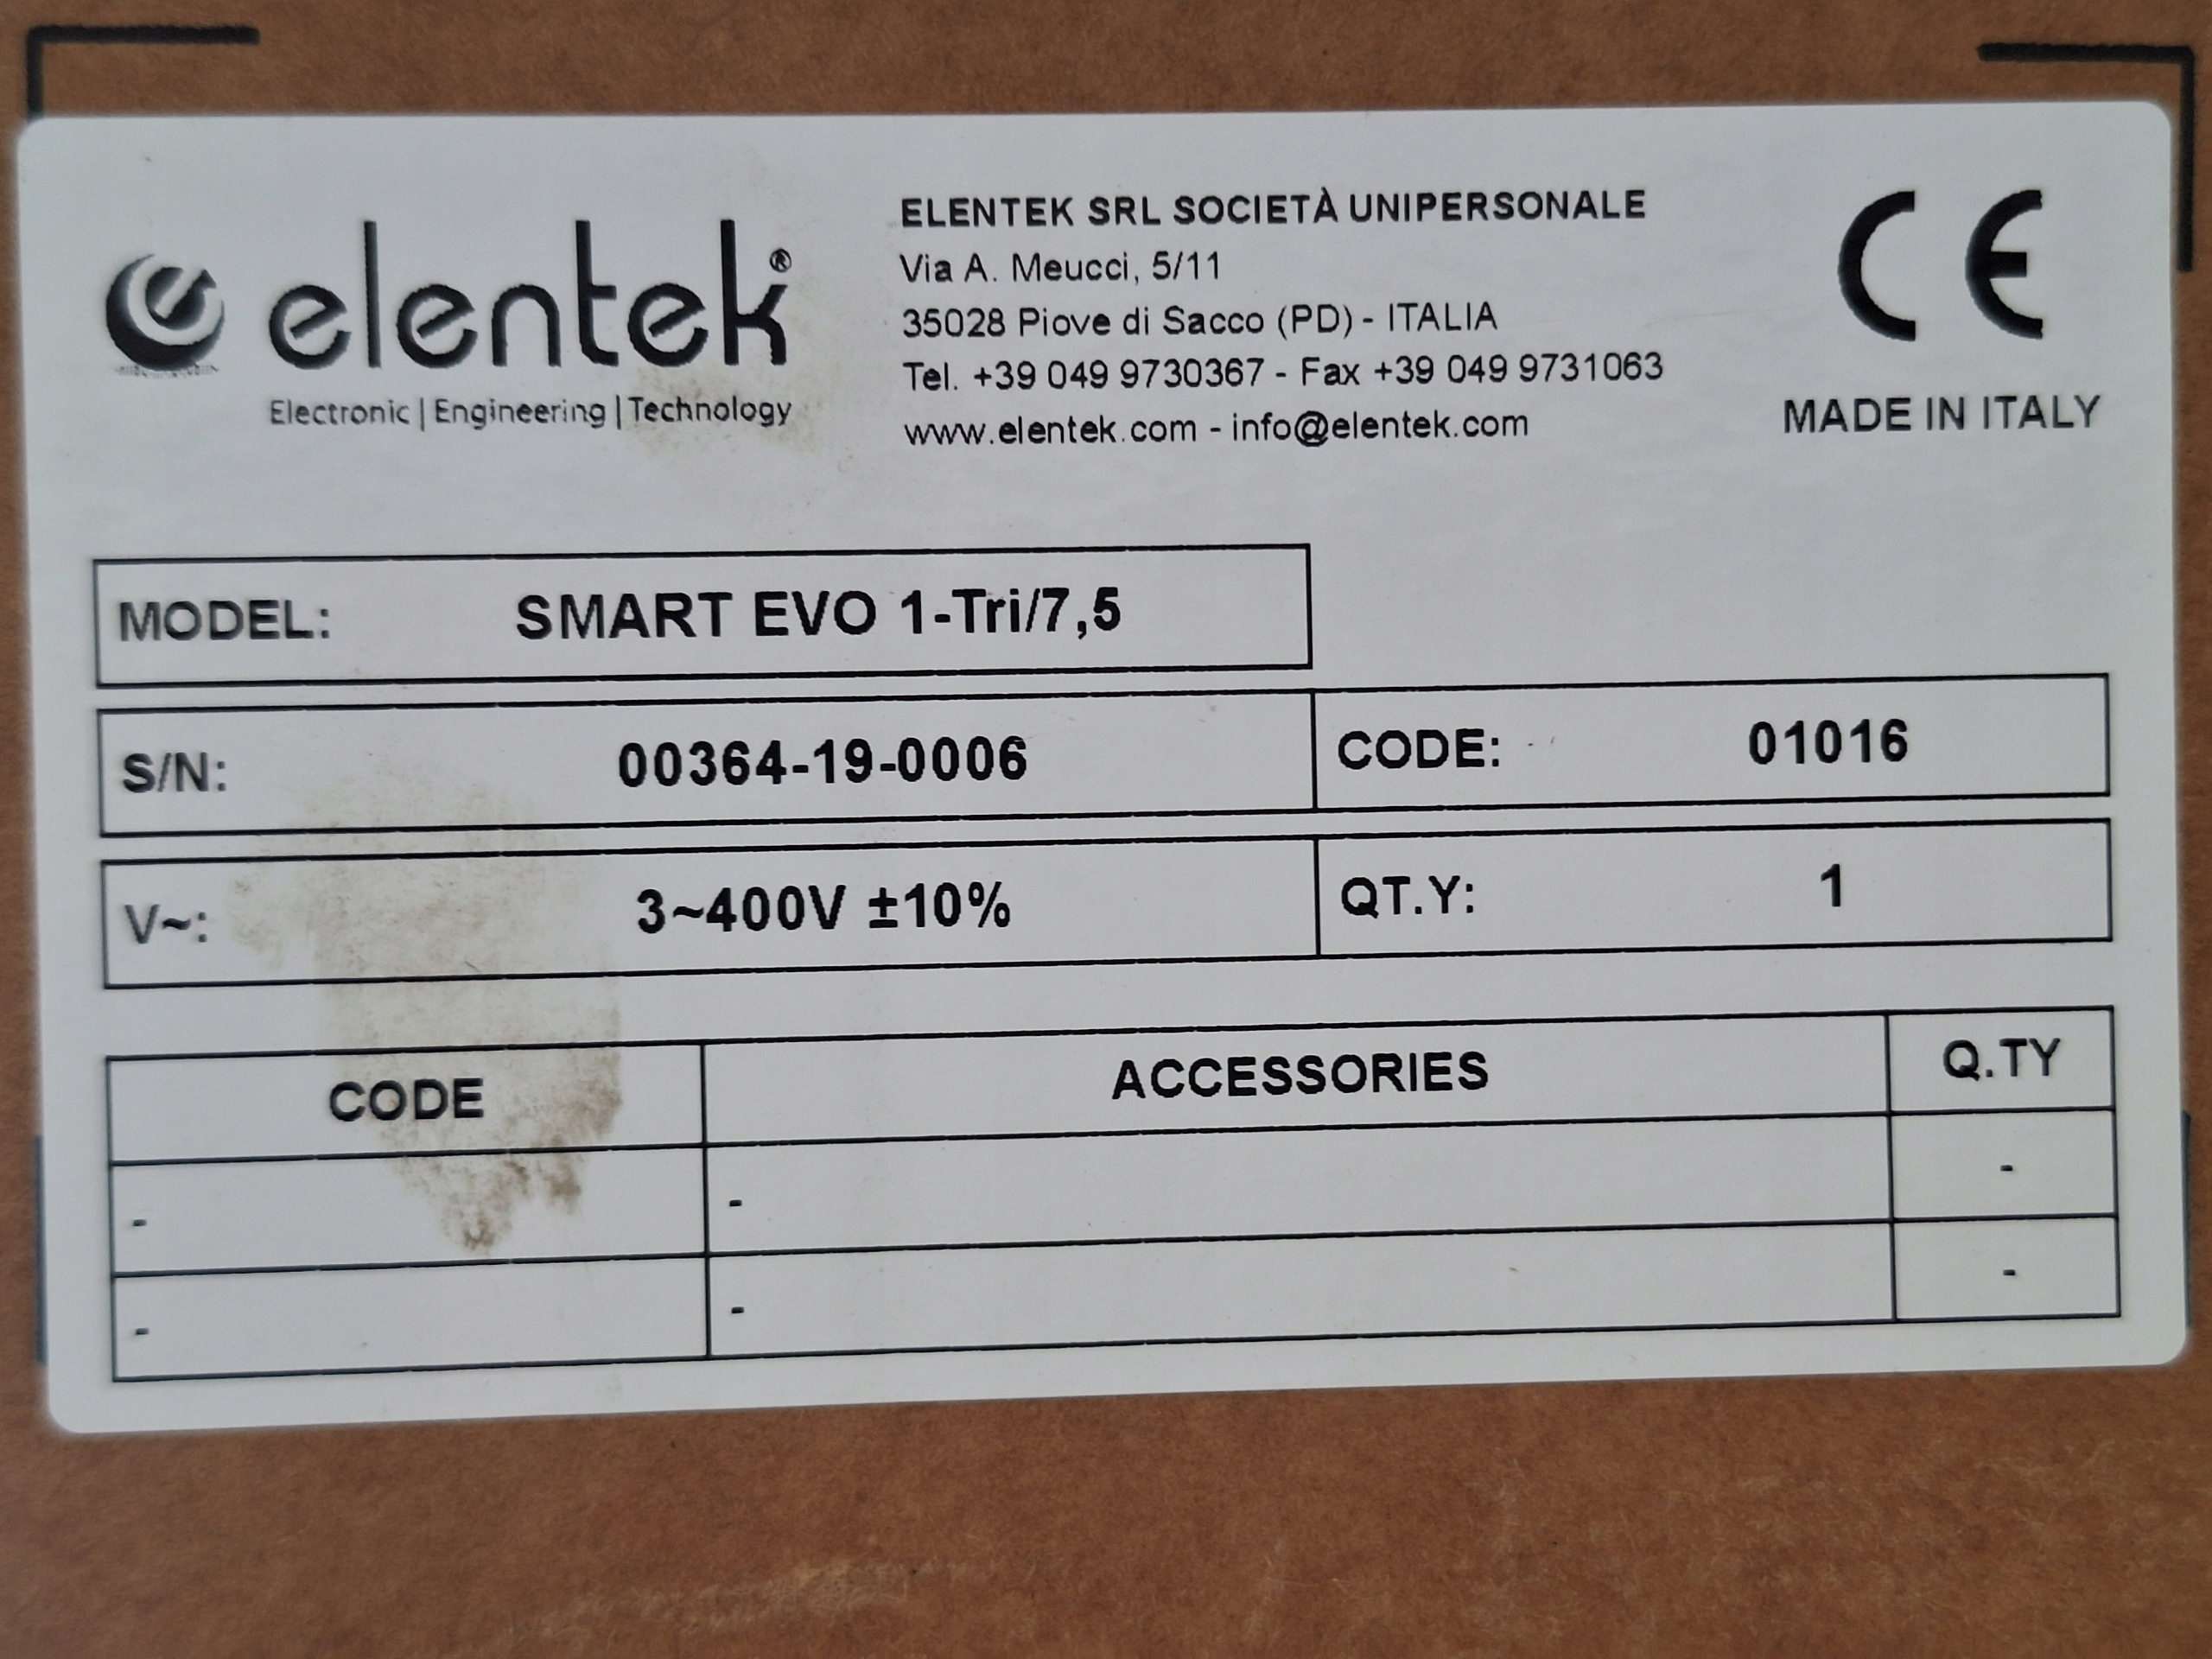 elentek®
Electronic | Engineering | Technology
ELENTEK SRL SOCIETÀ UNIPERSONALE
Via A. Meucci, 5/11
35028 Piove di Sacco (PD) - ITALIA
Tel. +39 049 9730367 - Fax +39 049 9731063
www.elentek.com - info@elentek.com
CE
MADE IN ITALY
MODEL: SMART EVO 1-Tri/7,5
S/N: 00364-19-0006 CODE: 01016
V~: 3~400V ±10% QT.Y: 1
CODE ACCESSORIES Q.TY
- - -
- - -